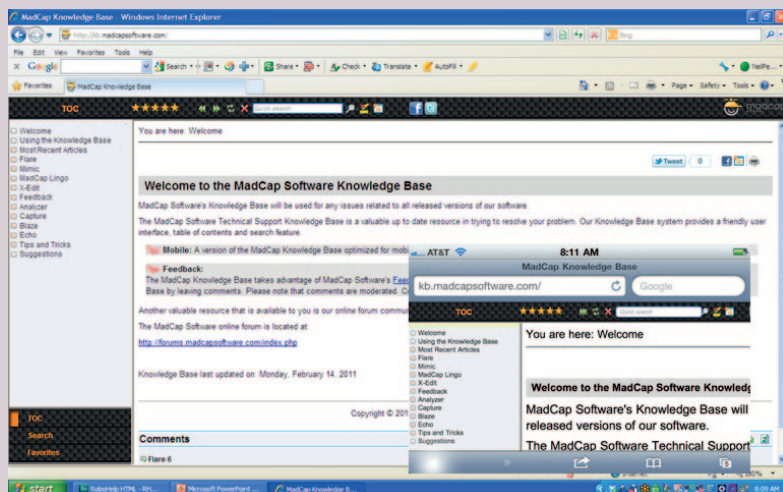 MadCap Knowledge Base - Windows Internet Explorer
http://kb.madcapsoftware.com/
Bing
File Edit View Favorites Tools Help
x Google Search Share Check Translate AutoFill
Favorites MadCap Knowledge Base Page Safety Tools
TOC Quick search madcap
Welcome
Using the Knowledge Base
Most Recent Articles
Flare
Mimic
MadCap Lingo
X-Edit
Feedback
Analyzer
Capture
Blaze
Echo
Tips and Tricks
Suggestions
TOC
Search
Favorites
You are here: Welcome
Tweet 0
Welcome to the MadCap Software Knowledge Base
MadCap Software's Knowledge Base will be used for any issues related to all released versions of our software.
The MadCap Software Technical Support Knowledge Base is a valuable up to date resource in trying to resolve your problem. Our Knowledge Base system provides a friendly user
interface, table of contents and search feature.
Mobile: A version of the MadCap Knowledge Base optimized for mobi
Feedback:
The MadCap Knowledge Base takes advantage of MadCap Software's Feed
Base by leaving comments. Please note that comments are moderated. C
Another valuable resource that is available to you is our online forum commu
The MadCap Software online forum is located at:
http://forums.madcapsoftware.com/index.php
Knowledge Base last updated on: Monday, February 14, 2011
Copyright © 201
Comments
Flare 6
AT&T 8:11 AM
MadCap Knowledge Base
kb.madcapsoftware.com/ Google
TOC Quick search
Welcome
Using the Knowledge Base
Most Recent Articles
Flare
Mimic
MadCap Lingo
X-Edit
Feedback
Analyzer
Capture
Blaze
Echo
Tips and Tricks
Suggestions
You are here: Welcome
Welcome to the MadCap Software Knowledg
MadCap Software's Knowledge Base will
released versions of our software.
The MadCap Software Technical Support
start RoboHelp HTML - RH... Microsoft PowerPoint ... MadCap Knowledge B... 8:09 AM